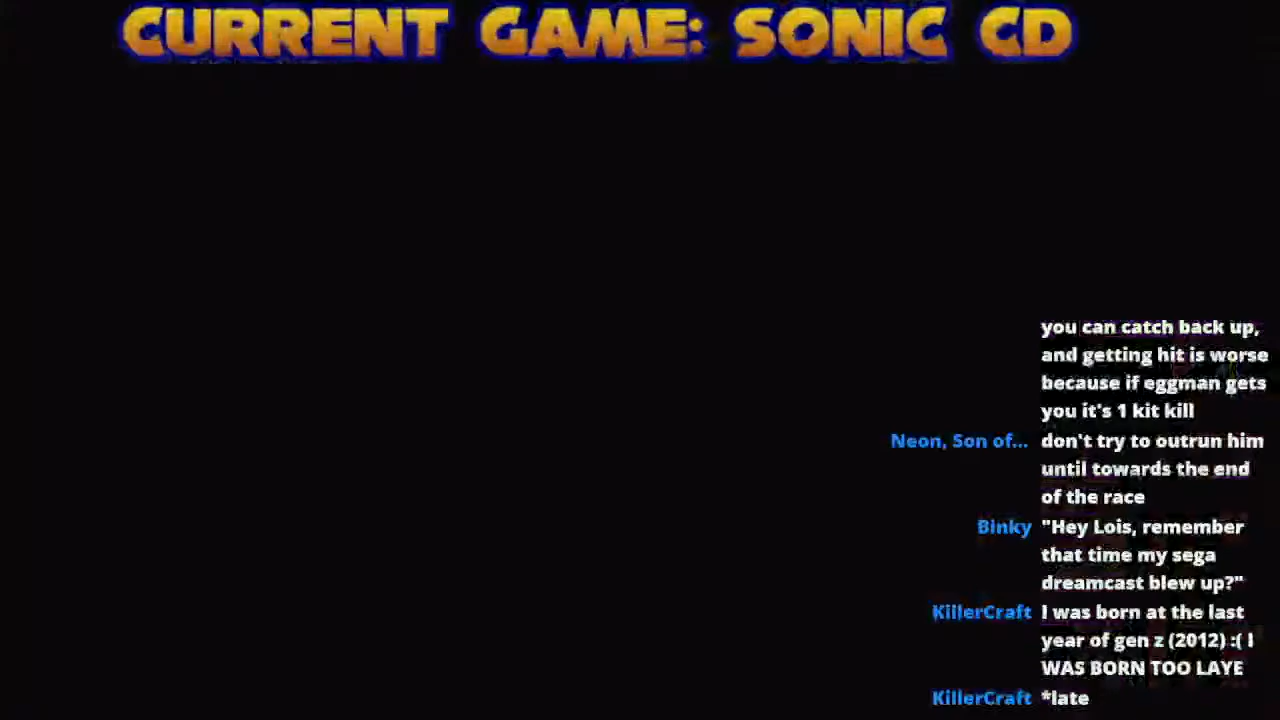 CURRENT GAME: SONIC CD
you can catch back up,
and getting hit is worse
because if eggman gets
you it's 1 kit kill
Neon, Son of... don't try to outrun him
until towards the end
of the race
Binky "Hey Lois, remember
that time my sega
dreamcast blew up?"
KillerCraft I was born at the last
year of gen z (2012) :( I
WAS BORN TOO LAYE
KillerCraft *late